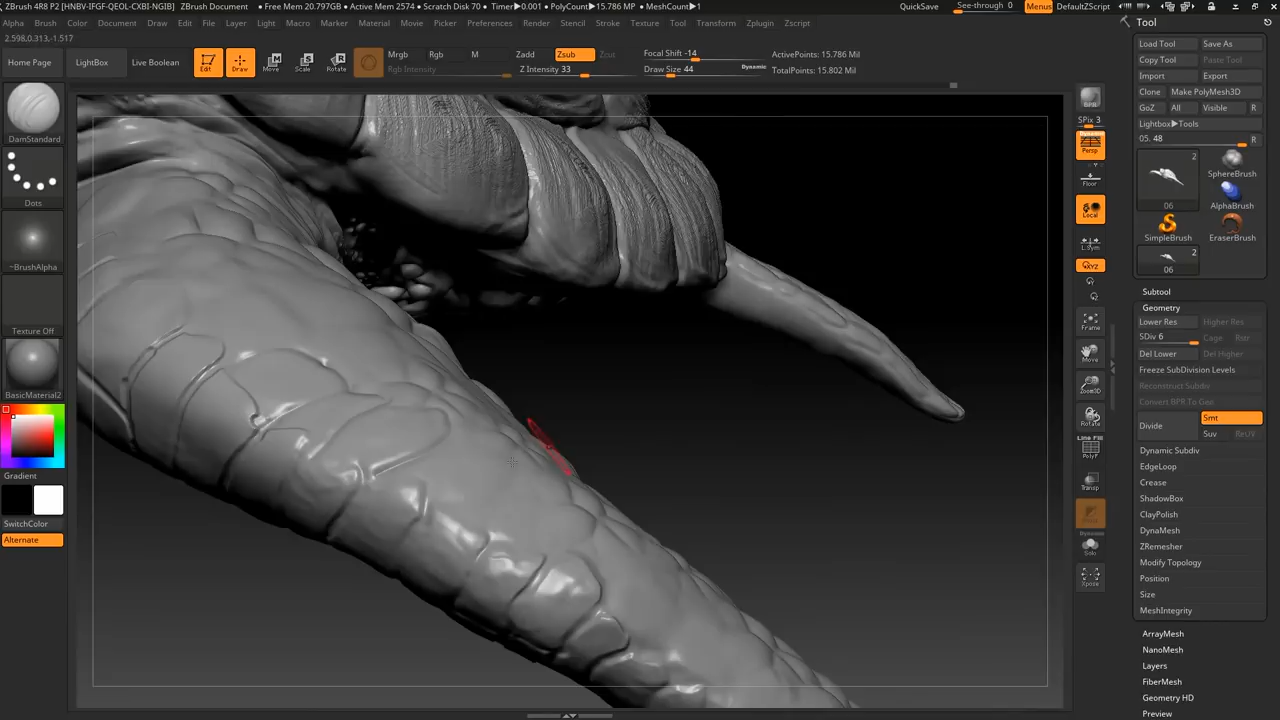 ZBrush 4R8 P2 [HNBV-IFGF-QEOL-CXBI-NGIB] ZBrush Document • Free Mem 20.797GB • Active Mem 2574 • Scratch Disk 70 • Timer▶0.001 • PolyCount▶15.786 MP • MeshCount▶1 QuickSave See-through 0 Menus DefaultZScript
Alpha Brush Color Document Draw Edit File Layer Light Macro Marker Material Movie Picker Preferences Render Stencil Stroke Texture Tool Transform Zplugin Zscript
2.598,0.313,-1.517
Home Page LightBox Live Boolean Edit Draw Move Scale Rotate
Mrgb Rgb M Zadd Zsub Zcut Focal Shift -14 ActivePoints: 15.786 Mil
Rgb Intensity Z Intensity 33 Draw Size 44 Dynamic TotalPoints: 15.802 Mil
DamStandard
Dots
~BrushAlpha
Texture Off
BasicMaterial2
Gradient
SwitchColor
Alternate
BPR
SPix 3
Dynamic
Persp
Floor
Local
L.Sym
XYZ
Frame
Move
Zoom3D
Rotate
Line Fill
PolyF
Transp
Dynamic
Solo
Xpose
Tool
Load Tool Save As
Copy Tool Paste Tool
Import Export
Clone Make PolyMesh3D
GoZ All Visible R
Lightbox▶Tools
05. 48 R
2
06
SphereBrush
AlphaBrush
SimpleBrush EraserBrush
2
06
Subtool
Geometry
Lower Res Higher Res
SDiv 6 Cage Rstr
Del Lower Del Higher
Freeze SubDivision Levels
Reconstruct Subdiv
Convert BPR To Geo
Divide Smt
Suv ReUV
Dynamic Subdiv
EdgeLoop
Crease
ShadowBox
ClayPolish
DynaMesh
ZRemesher
Modify Topology
Position
Size
MeshIntegrity
ArrayMesh
NanoMesh
Layers
FiberMesh
Geometry HD
Preview